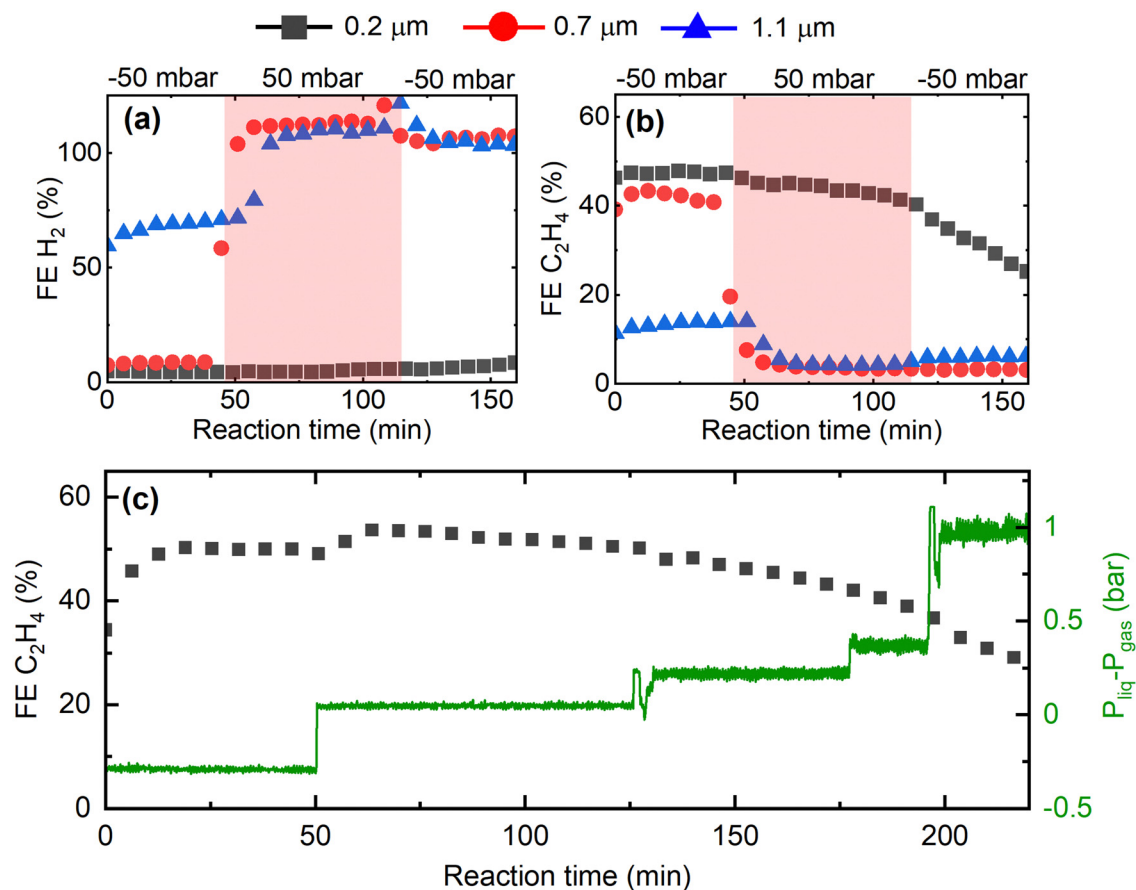 0.2 μm 0.7 μm 1.1 μm
-50 mbar 50 mbar -50 mbar
(a)
FE H₂ (%)
100
50
0
0 50 100 150
Reaction time (min)
-50 mbar 50 mbar -50 mbar
(b)
FE C₂H₄ (%)
60
40
20
0
0 50 100 150
Reaction time (min)
(c)
FE C₂H₄ (%)
60
40
20
0
1
0.5
0
-0.5
P_liq-P_gas (bar)
0 50 100 150 200
Reaction time (min)